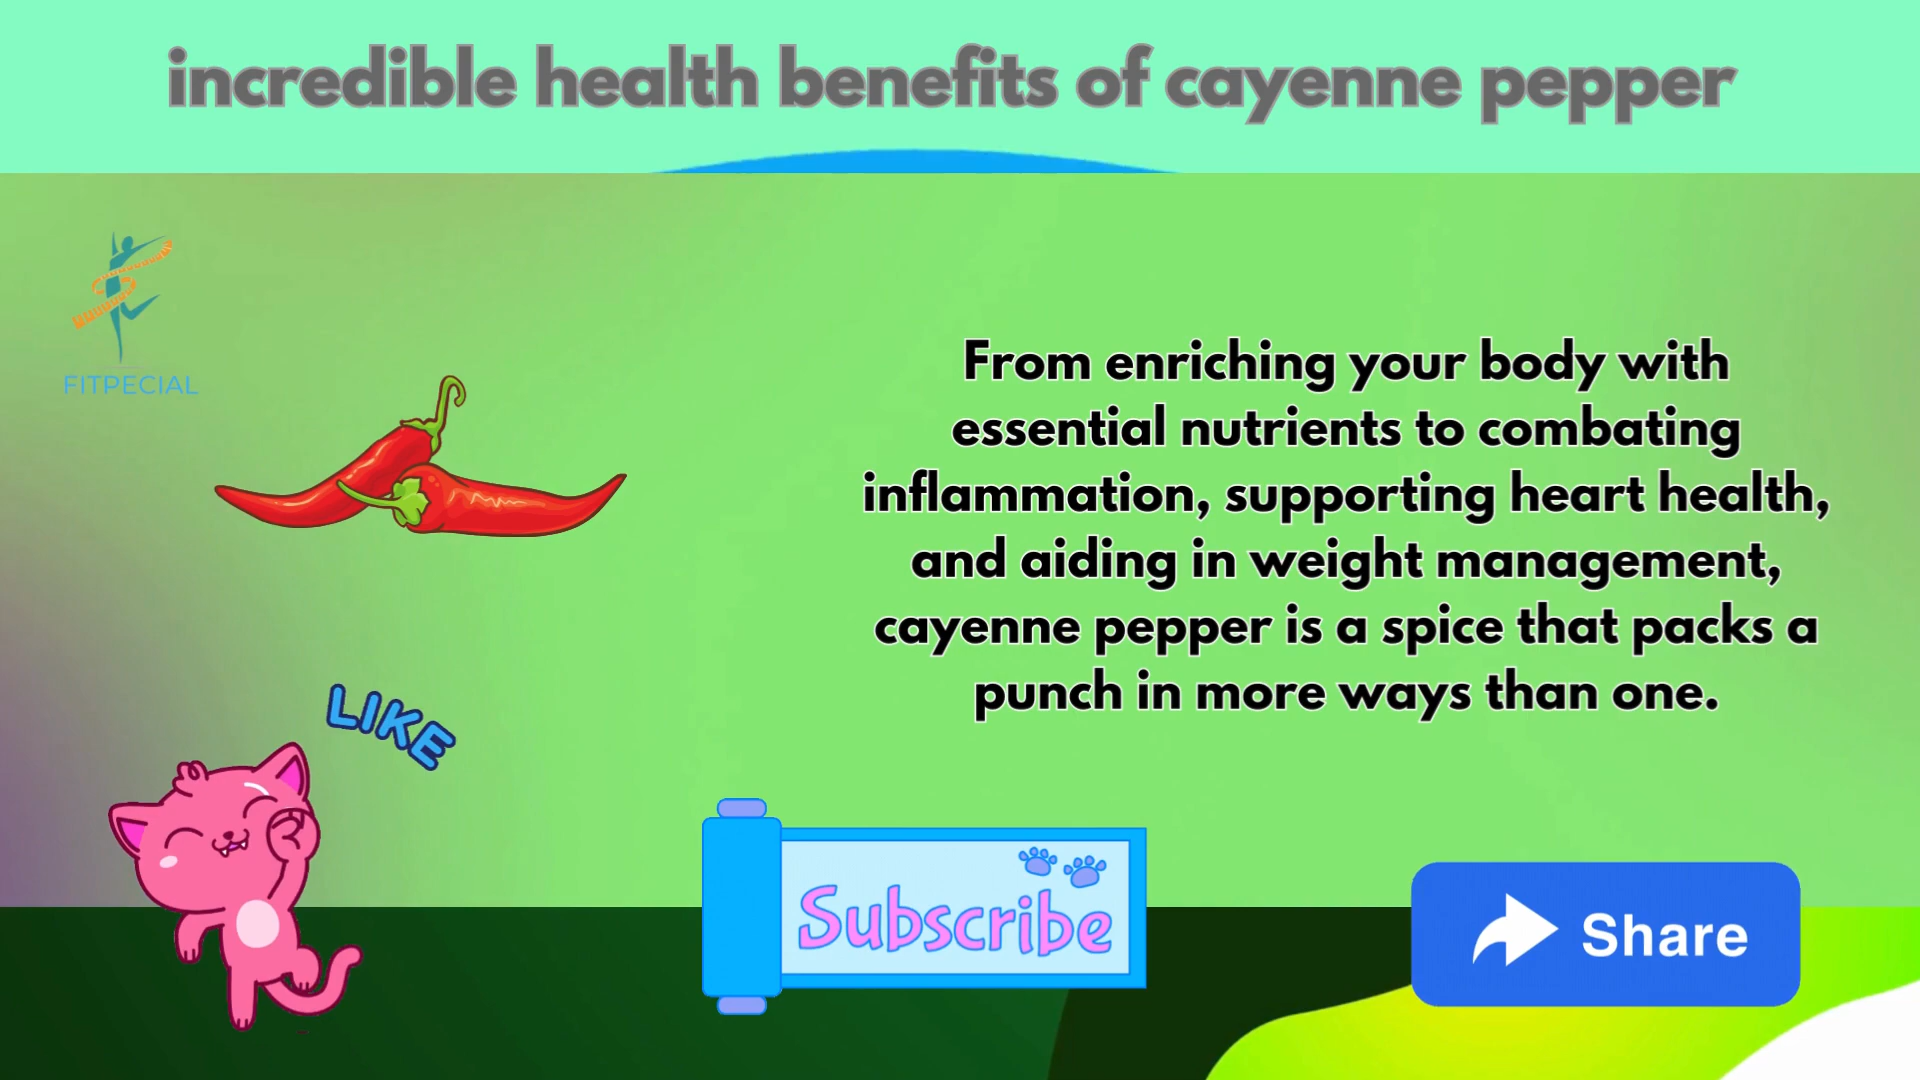 incredible health benefits of cayenne pepper
FITPECIAL
From enriching your body with
essential nutrients to combating
inflammation, supporting heart health,
and aiding in weight management,
cayenne pepper is a spice that packs a
punch in more ways than one.
LIKE
Subscribe
Share